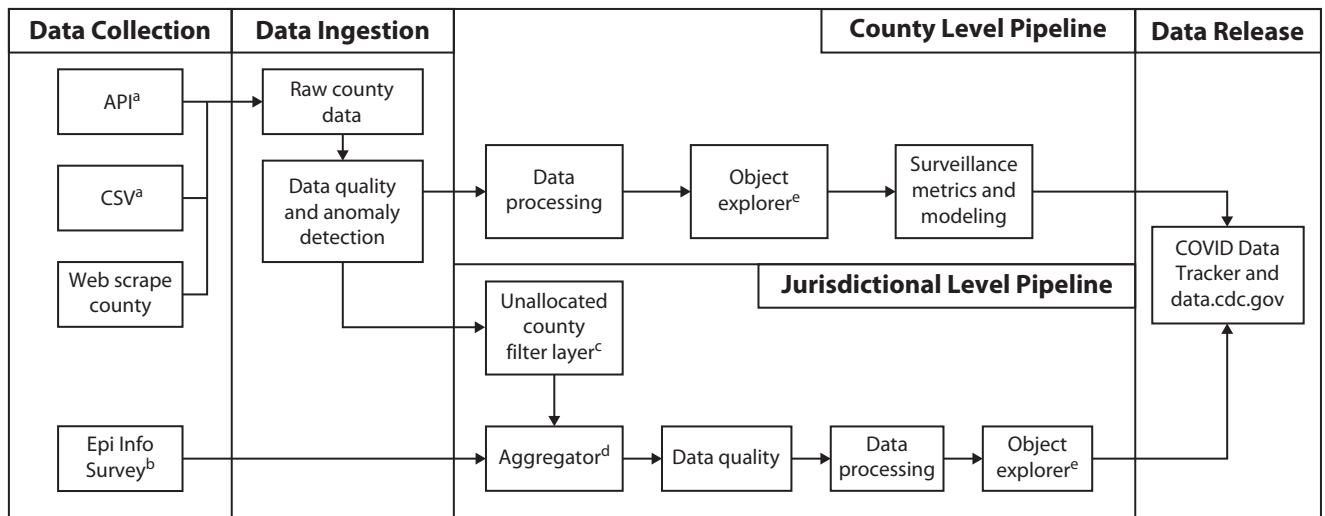 Data Collection
Data Ingestion
County Level Pipeline
Data Release
APIᵃ
CSVᵃ
Web scrape
county
Raw county
data
Data quality
and anomaly
detection
Data
processing
Object
explorerᵉ
Surveillance
metrics and
modeling
COVID Data
Tracker and
data.cdc.gov
Jurisdictional Level Pipeline
Unallocated
county
filter layerᶜ
Epi Info
Surveyᵇ
Aggregatorᵈ
Data quality
Data
processing
Object
explorerᵉ